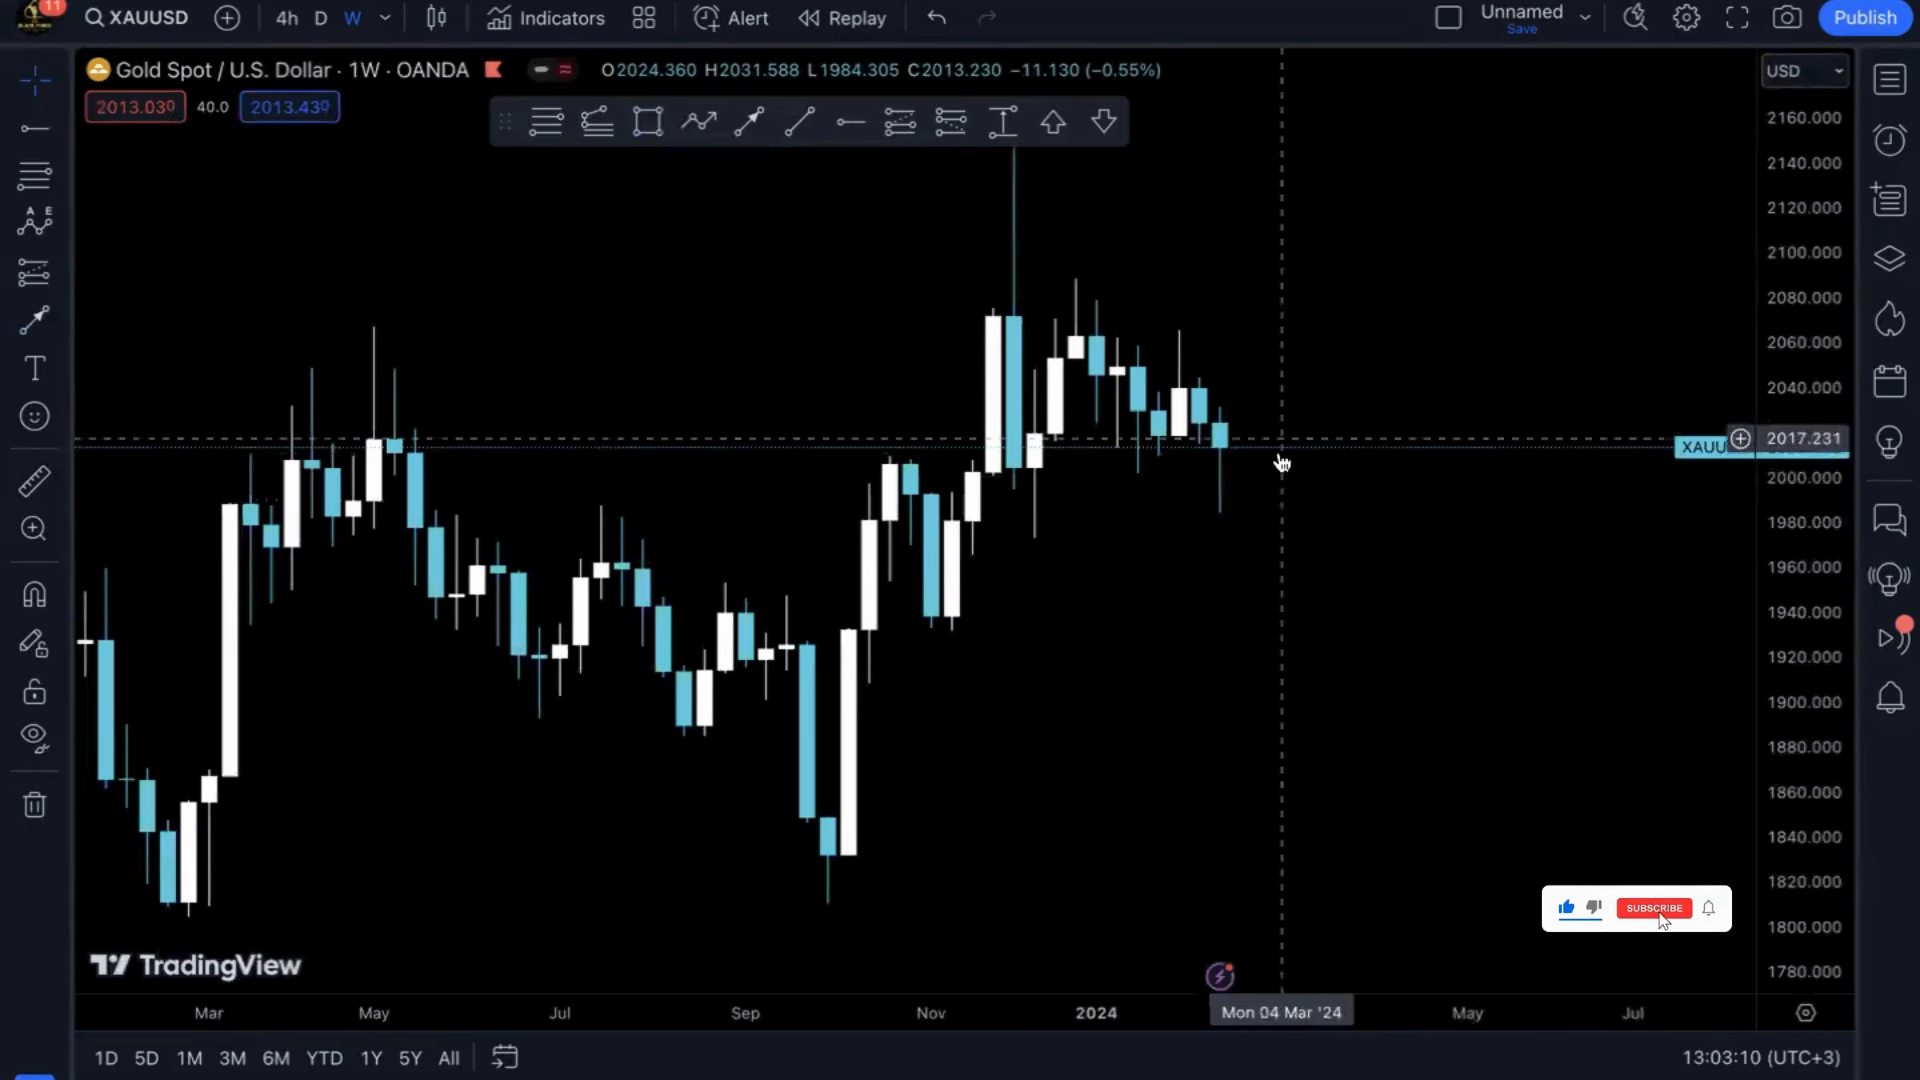 11
XAUUSD
4h D W
Indicators
Alert
Replay
Unnamed
Save
Publish
Gold Spot / U.S. Dollar · 1W · OANDA
O2024.360 H2031.588 L1984.305 C2013.230 −11.130 (−0.55%)
USD
2013.030 40.0 2013.430
2160.000
2140.000
2120.000
2100.000
2080.000
2060.000
2040.000
XAUU 2017.231
2000.000
1980.000
1960.000
1940.000
1920.000
1900.000
1880.000
1860.000
1840.000
1820.000
1800.000
1780.000
SUBSCRIBE
TradingView
Mar May Jul Sep Nov 2024 Mon 04 Mar '24 May Jul
1D 5D 1M 3M 6M YTD 1Y 5Y All
13:03:10 (UTC+3)